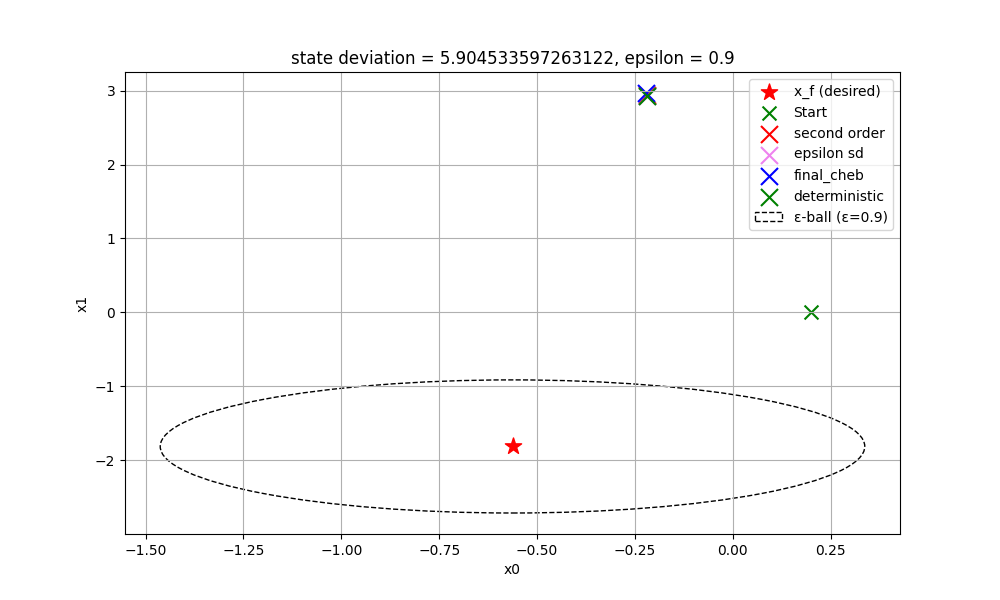 state deviation = 5.904533597263122, epsilon = 0.9
x_f (desired)
Start
second order
epsilon sd
final_cheb
deterministic
ε-ball (ε=0.9)
3
2
1
0
−1
−2
x1
−1.50
−1.25
−1.00
−0.75
−0.50
−0.25
0.00
0.25
x0